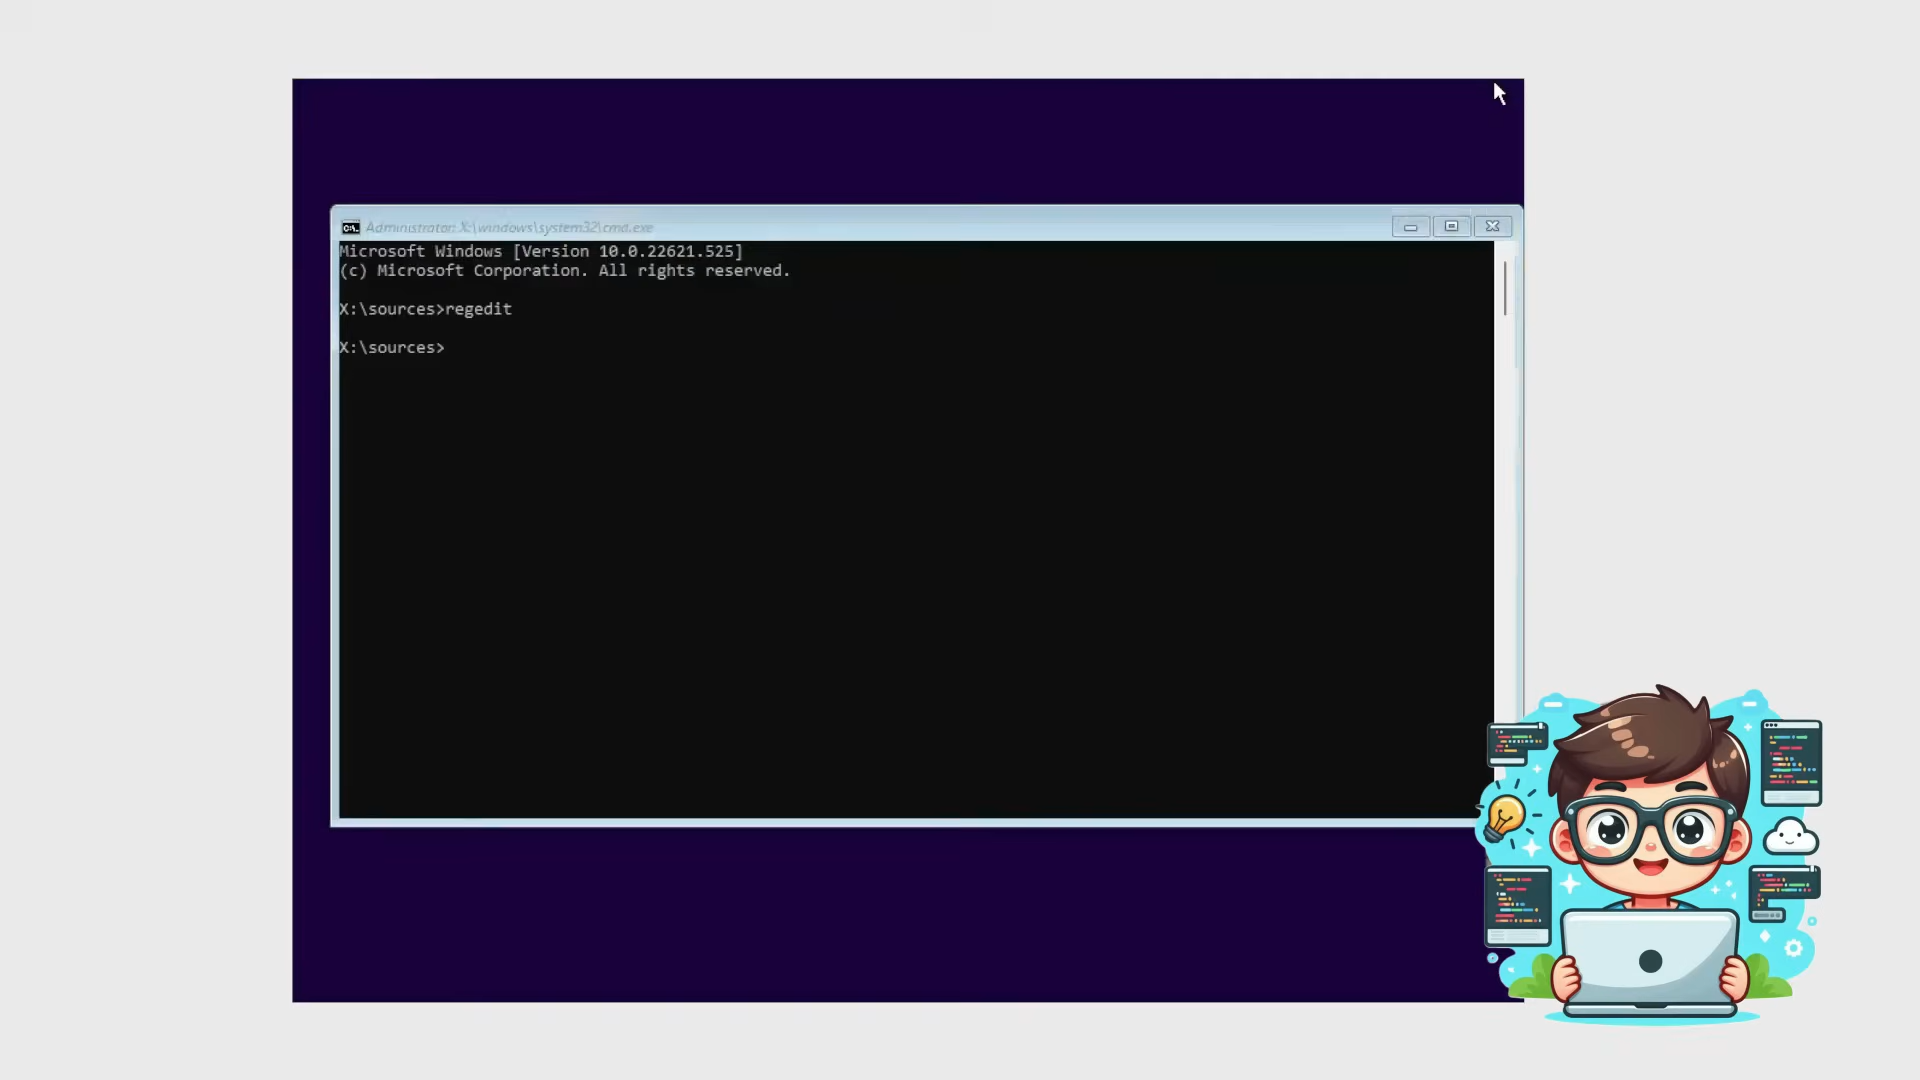 Administrator: X:\windows\system32\cmd.exe
Microsoft Windows [Version 10.0.22621.525]
(c) Microsoft Corporation. All rights reserved.
X:\sources>regedit
X:\sources>